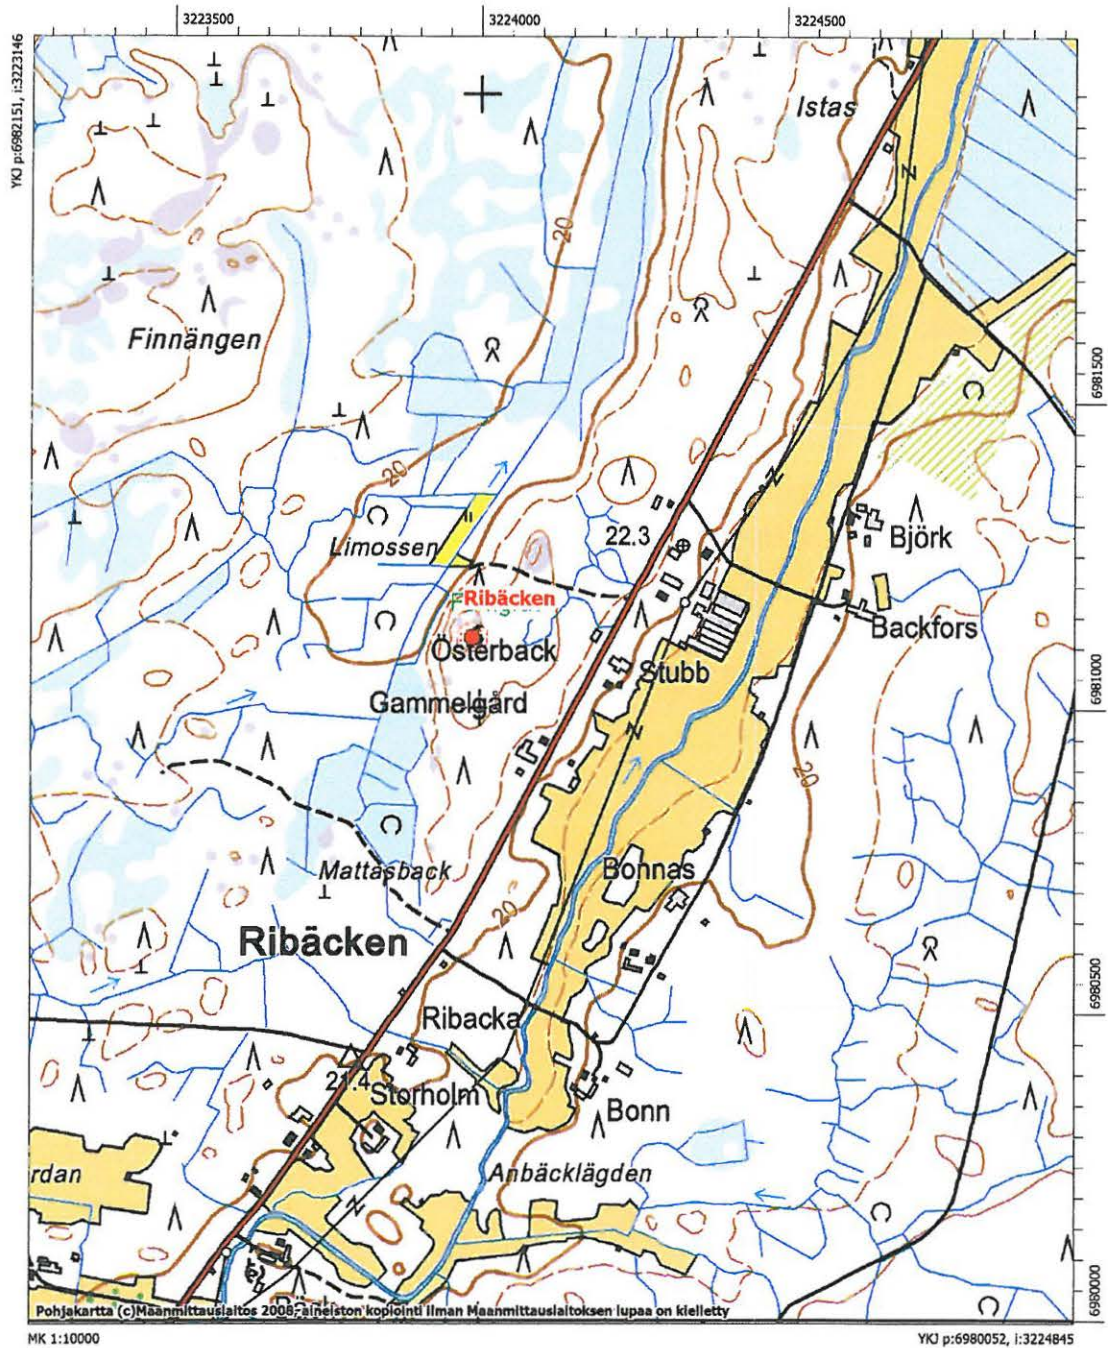 3223500
3224000
3224500
YKJ p:6982151, i:3223146
Istas
20
Finnängen
6981500
20
22.3
Björk
Limossen
Ribäcken
Backfors
Österback
Stubb
6981000
Gammelgård
20
Bonnas
Mattasback
20
Ribäcken
6980500
Ribacka
21.4
Storholm
Bonn
rdan
Anbäcklägden
6980000
Pohjakartta (c)Maanmittauslaitos 2008, aineiston kopiointi ilman Maanmittauslaitoksen lupaa on kielletty
MK 1:10000
YKJ p:6980052, i:3224845